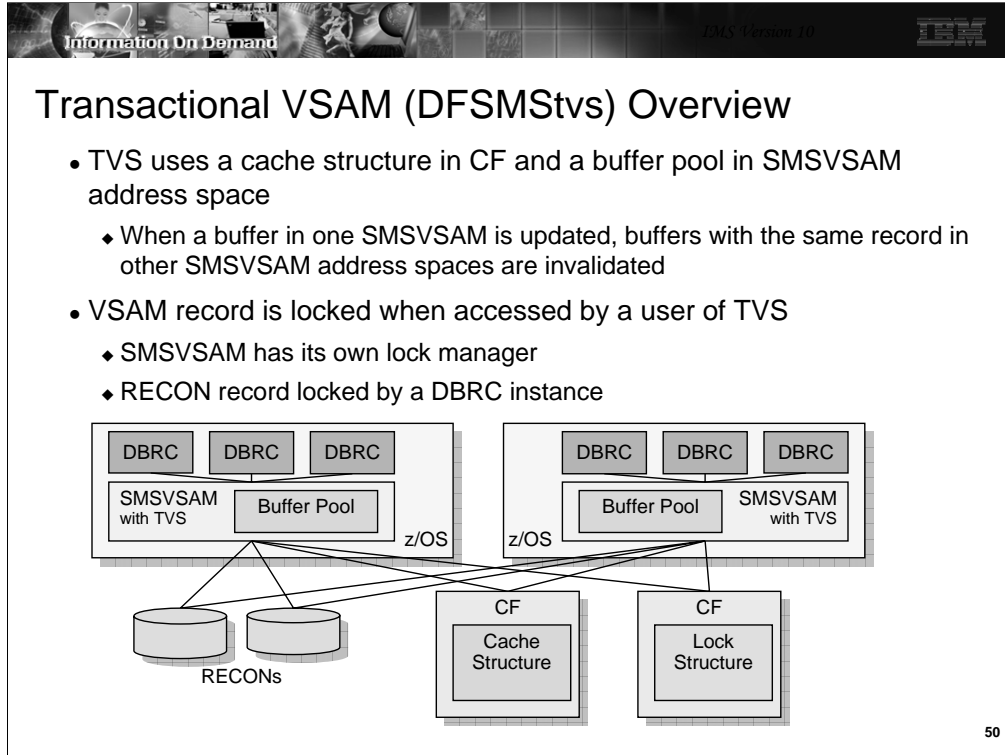 Information On Demand
IMS Version 10
IBM
Transactional VSAM (DFSMStvs) Overview
• TVS uses a cache structure in CF and a buffer pool in SMSVSAM
address space
◆ When a buffer in one SMSVSAM is updated, buffers with the same record in
other SMSVSAM address spaces are invalidated
• VSAM record is locked when accessed by a user of TVS
◆ SMSVSAM has its own lock manager
◆ RECON record locked by a DBRC instance
DBRC DBRC DBRC
SMSVSAM
with TVS
Buffer Pool
z/OS
DBRC DBRC DBRC
Buffer Pool
SMSVSAM
with TVS
z/OS
RECONs
CF
Cache
Structure
CF
Lock
Structure
50